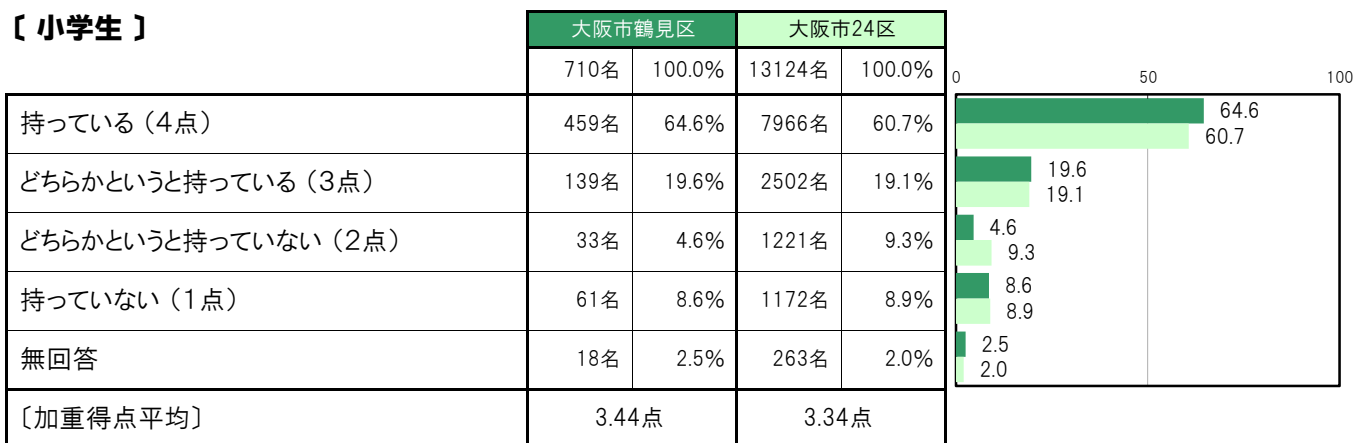 〔 小学生 〕
大阪市鶴見区 大阪市24区
710名 100.0% 13124名 100.0%
0 50 100
持っている（4点） 459名 64.6% 7966名 60.7%
64.6
60.7
どちらかというと持っている（3点） 139名 19.6% 2502名 19.1%
19.6
19.1
どちらかというと持っていない（2点） 33名 4.6% 1221名 9.3%
4.6
9.3
持っていない（1点） 61名 8.6% 1172名 8.9%
8.6
8.9
無回答 18名 2.5% 263名 2.0%
2.5
2.0
〔加重得点平均〕 3.44点 3.34点